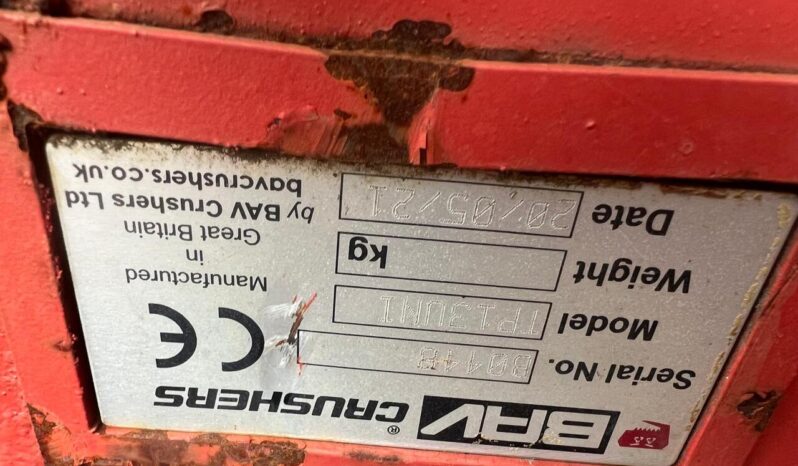 BAV CRUSHERS®
Serial No. B0448
Model TP13UNI
Weight kg
Date 20/05/21
CE
Manufactured
in
Great Britain
by BAV Crushers Ltd
bavcrushers.co.uk